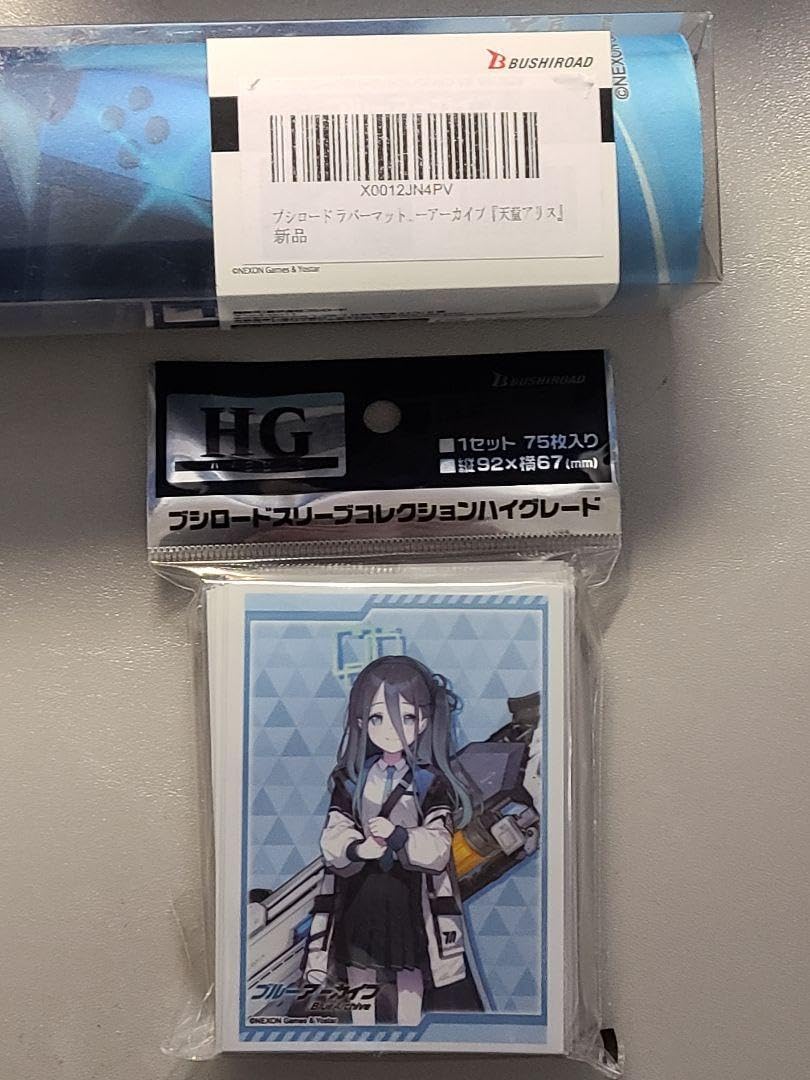 BUSHIROAD
©NEXON
X0012JN4PV
ブシロード ラバーマット...ーアーカイブ『天童アリス』
新品
©NEXON Games & Yostar
BUSHIROAD
HG
1セット 75枚入り
縦92×横67(mm)
ブシロードスリーブコレクションハイグレード
ブルーアーカイブ
Blue Archive
©NEXON Games & Yostar